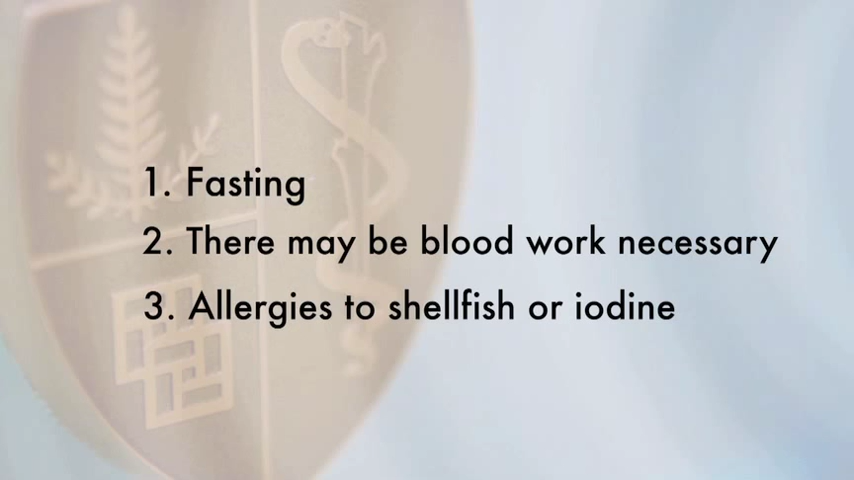 1. Fasting
2. There may be blood work necessary
3. Allergies to shellfish or iodine